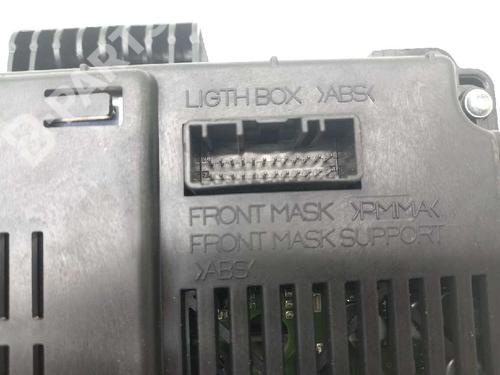 LIGTH BOX >ABS<
FRONT MASK >PMMA<
FRONT MASK SUPPORT
>ABS<